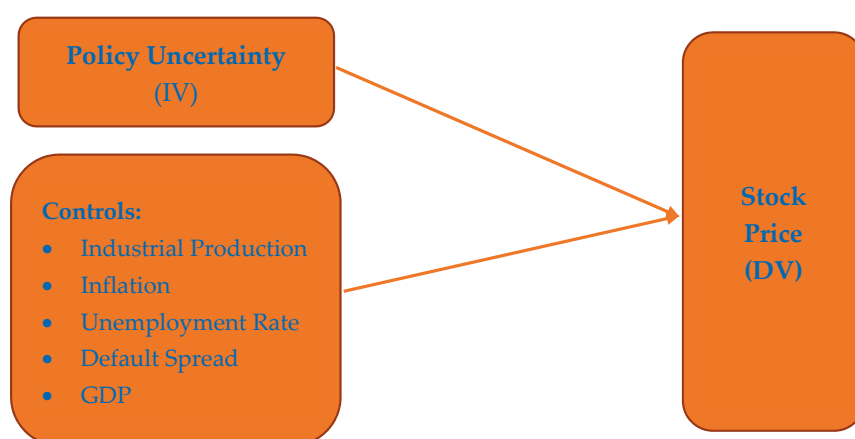 Policy Uncertainty
(IV)
Controls:
• Industrial Production
• Inflation
• Unemployment Rate
• Default Spread
• GDP
Stock
Price
(DV)